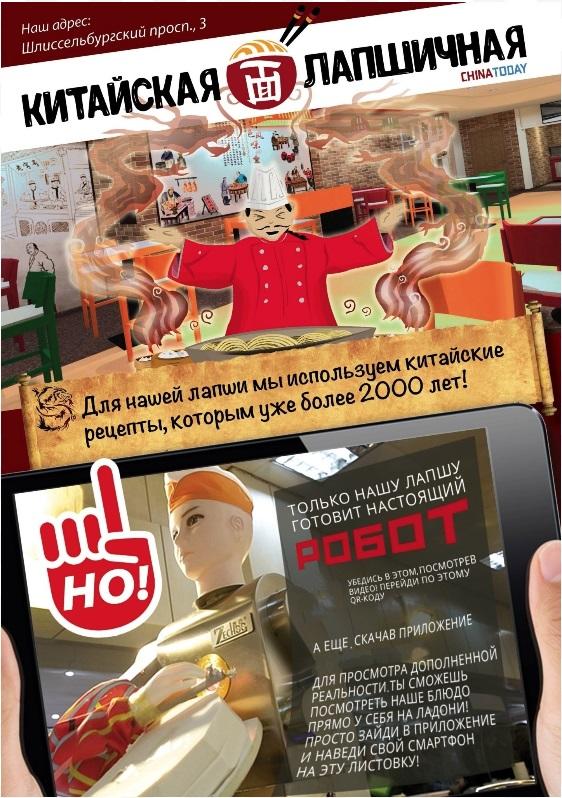 Наш адрес:
Шлиссельбургский просп., 3
КИТАЙСКАЯ ЛАПШИЧНАЯ
CHINATODAY
Для нашей лапши мы используем китайские
рецепты, которым уже более 2000 лет!
НО!
ТОЛЬКО НАШУ ЛАПШУ
ГОТОВИТ НАСТОЯЩИЙ
РОБОТ
УБЕДИСЬ В ЭТОМ, ПОСМОТРЕВ
ВИДЕО! ПЕРЕЙДИ ПО ЭТОМУ
QR-КОДУ
А ЕЩЕ, СКАЧАВ ПРИЛОЖЕНИЕ
ДЛЯ ПРОСМОТРА ДОПОЛНЕННОЙ
РЕАЛЬНОСТИ,ТЫ СМОЖЕШЬ
ПОСМОТРЕТЬ НАШЕ БЛЮДО
ПРЯМО У СЕБЯ НА ЛАДОНИ!
ПРОСТО ЗАЙДИ В ПРИЛОЖЕНИЕ
И НАВЕДИ СВОЙ СМАРТФОН
НА ЭТУ ЛИСТОВКУ!